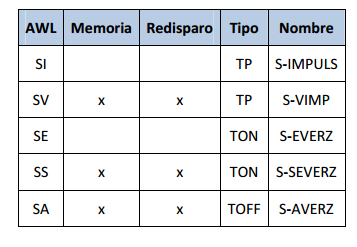 AWL Memoria Redisparo Tipo Nombre
SI TP S-IMPULS
SV x x TP S-VIMP
SE TON S-EVERZ
SS x x TON S-SEVERZ
SA x x TOFF S-AVERZ